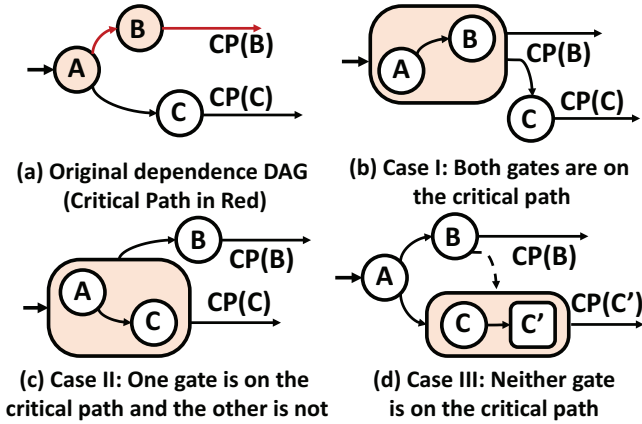 A
B
CP(B)
C
CP(C)
(a) Original dependence DAG
(Critical Path in Red)
A
B
CP(B)
CP(C)
C
(b) Case I: Both gates are on
the critical path
B
CP(B)
A
C
CP(C)
(c) Case II: One gate is on the
critical path and the other is not
B
CP(B)
A
C
C'
CP(C')
(d) Case III: Neither gate
is on the critical path